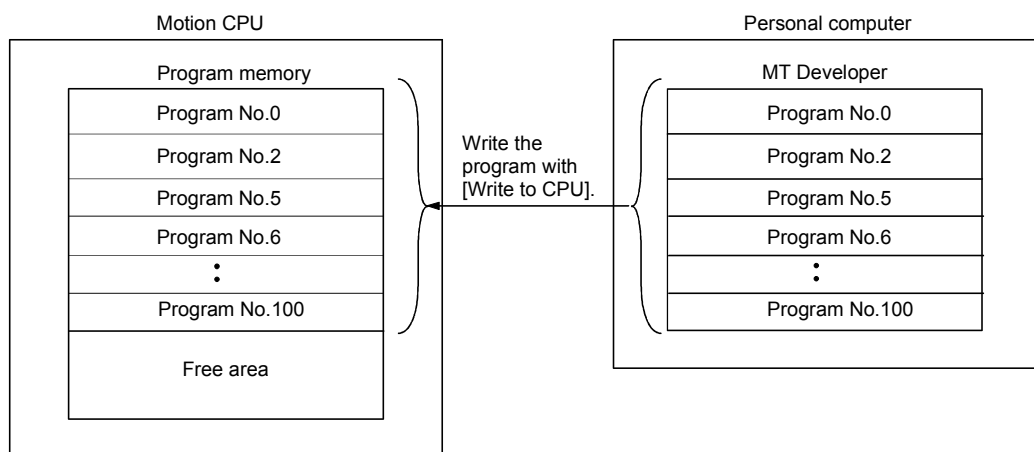 Motion CPU
Program memory
Program No.0
Program No.2
Program No.5
Program No.6
Program No.100
Free area
Write the
program with
[Write to CPU].
Personal computer
MT Developer
Program No.0
Program No.2
Program No.5
Program No.6
Program No.100